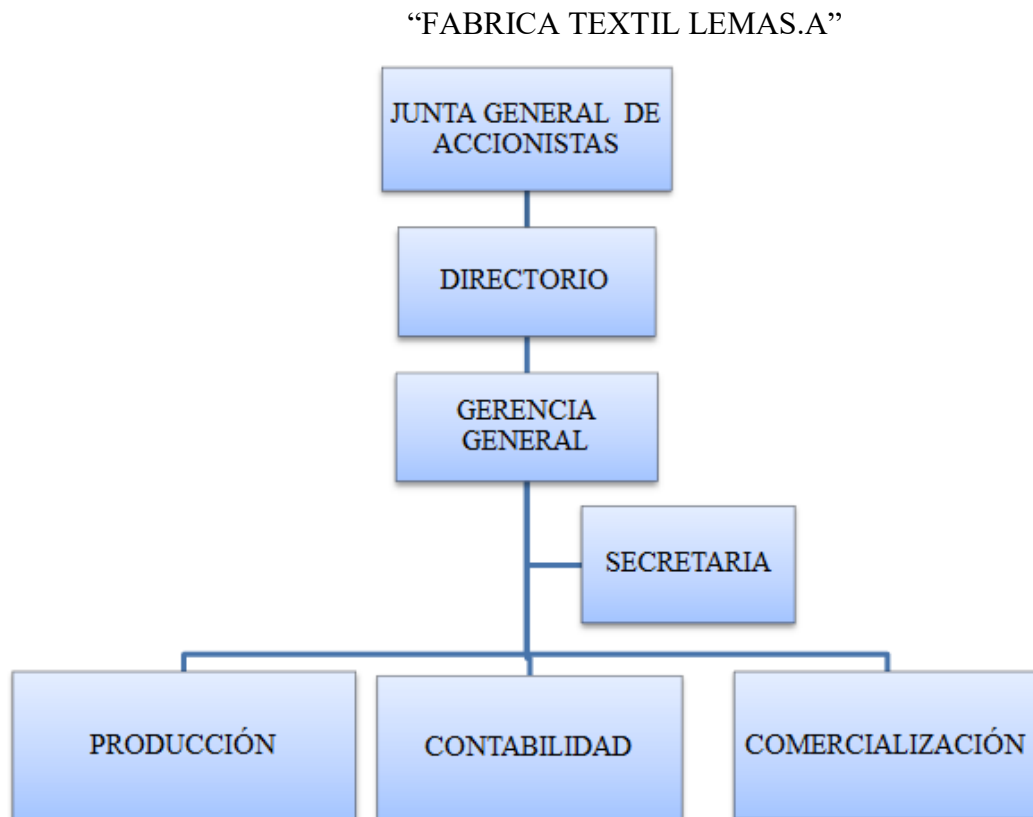 “FABRICA TEXTIL LEMAS.A”
JUNTA GENERAL DE
ACCIONISTAS
DIRECTORIO
GERENCIA
GENERAL
SECRETARIA
PRODUCCIÓN
CONTABILIDAD
COMERCIALIZACIÓN